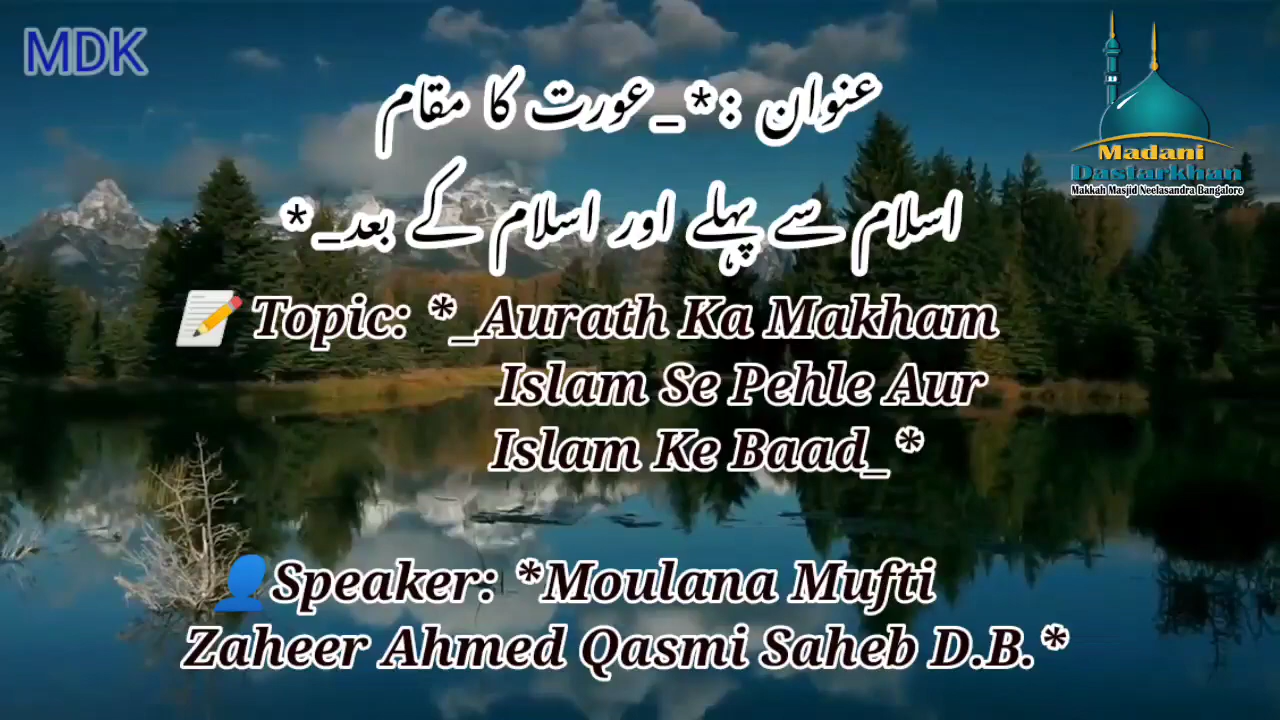 MDK
عنوان :*_عورت کا مقام
اسلام سے پہلے اور اسلام کے بعد_*
Topic: *_Aurath Ka Makham
Islam Se Pehle Aur
Islam Ke Baad_*
Speaker: *Moulana Mufti
Zaheer Ahmed Qasmi Saheb D.B.*
Madani
Dastarkhan
Makkah Masjid Neelasandra Bangalore